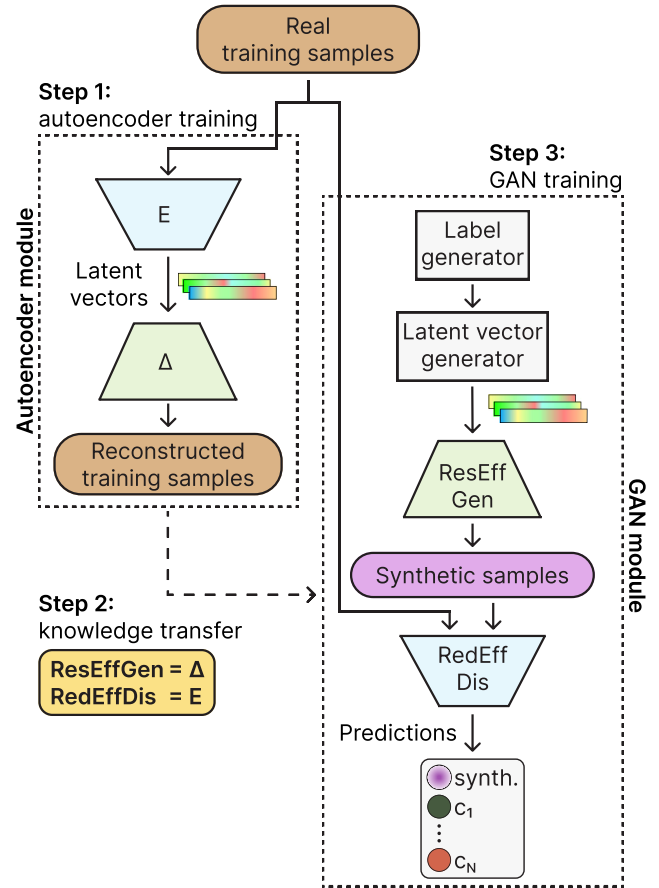 Real
training samples
Step 1:
autoencoder training
Autoencoder module
E
Latent
vectors
Δ
Reconstructed
training samples
Step 2:
knowledge transfer
ResEffGen = Δ
RedEffDis = E
Step 3:
GAN training
GAN module
Label
generator
Latent vector
generator
ResEff
Gen
Synthetic samples
RedEff
Dis
Predictions
synth.
C₁
C_N